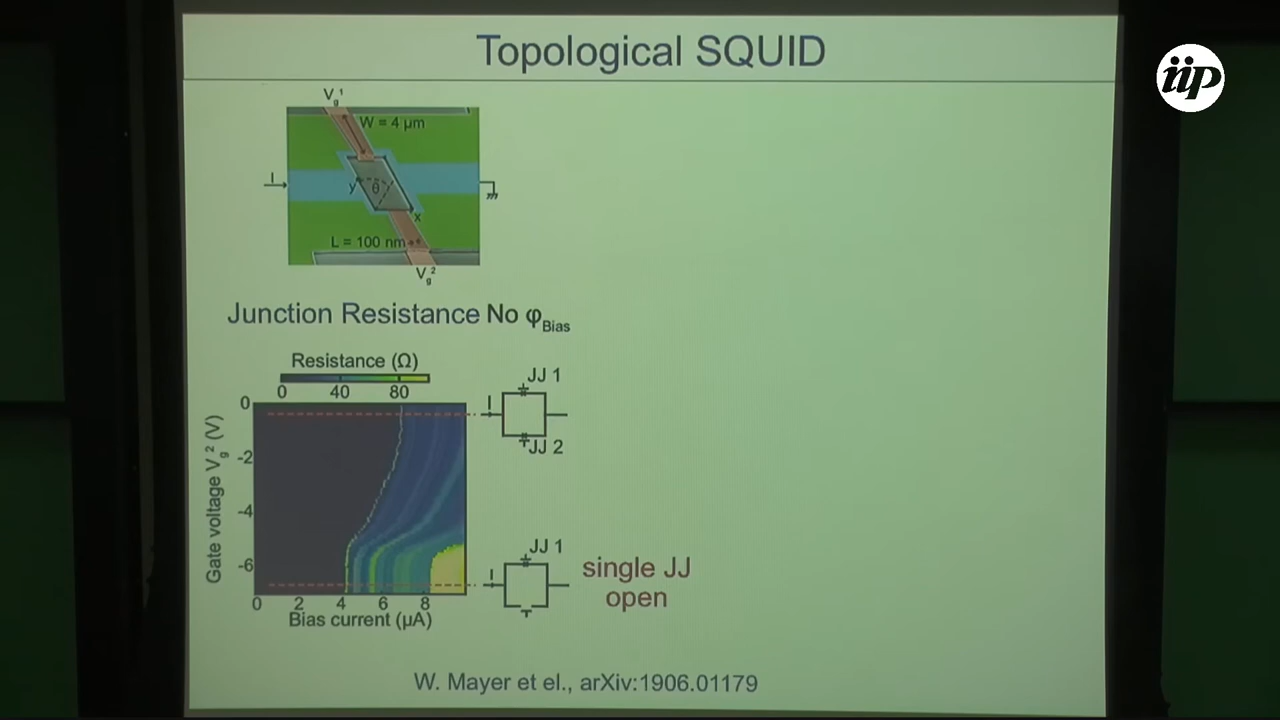 Topological SQUID
iip
V_g^1
W = 4 μm
I
y
θ
x
L = 100 nm
V_g^2
Junction Resistance No φ_Bias
Resistance (Ω)
0 40 80
Gate voltage V_g^2 (V)
0
-2
-4
-6
0 2 4 6 8
Bias current (μA)
JJ 1
I
JJ 2
JJ 1
I
single JJ
open
W. Mayer et el., arXiv:1906.01179